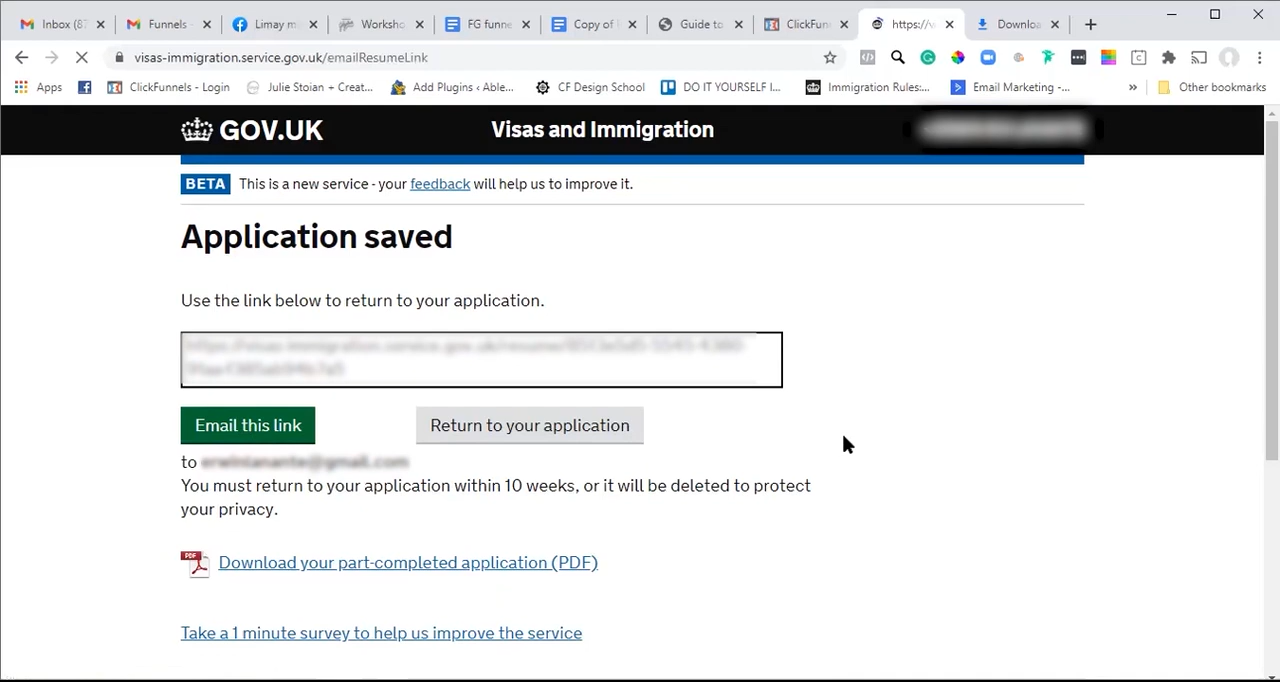 Inbox (8
Funnels -
Limay m
Worksho
FG funne
Copy of
Guide to
ClickFun
https://v
Downloa
visas-immigration.service.gov.uk/emailResumeLink
Apps
ClickFunnels - Login
Julie Stoian + Creat...
Add Plugins ‹ Able...
CF Design School
DO IT YOURSELF I...
Immigration Rules:...
Email Marketing -...
»
Other bookmarks
GOV.UK
Visas and Immigration
BETA This is a new service - your feedback will help us to improve it.
Application saved
Use the link below to return to your application.
Email this link
Return to your application
to
You must return to your application within 10 weeks, or it will be deleted to protect
your privacy.
PDF
Download your part-completed application (PDF)
Take a 1 minute survey to help us improve the service